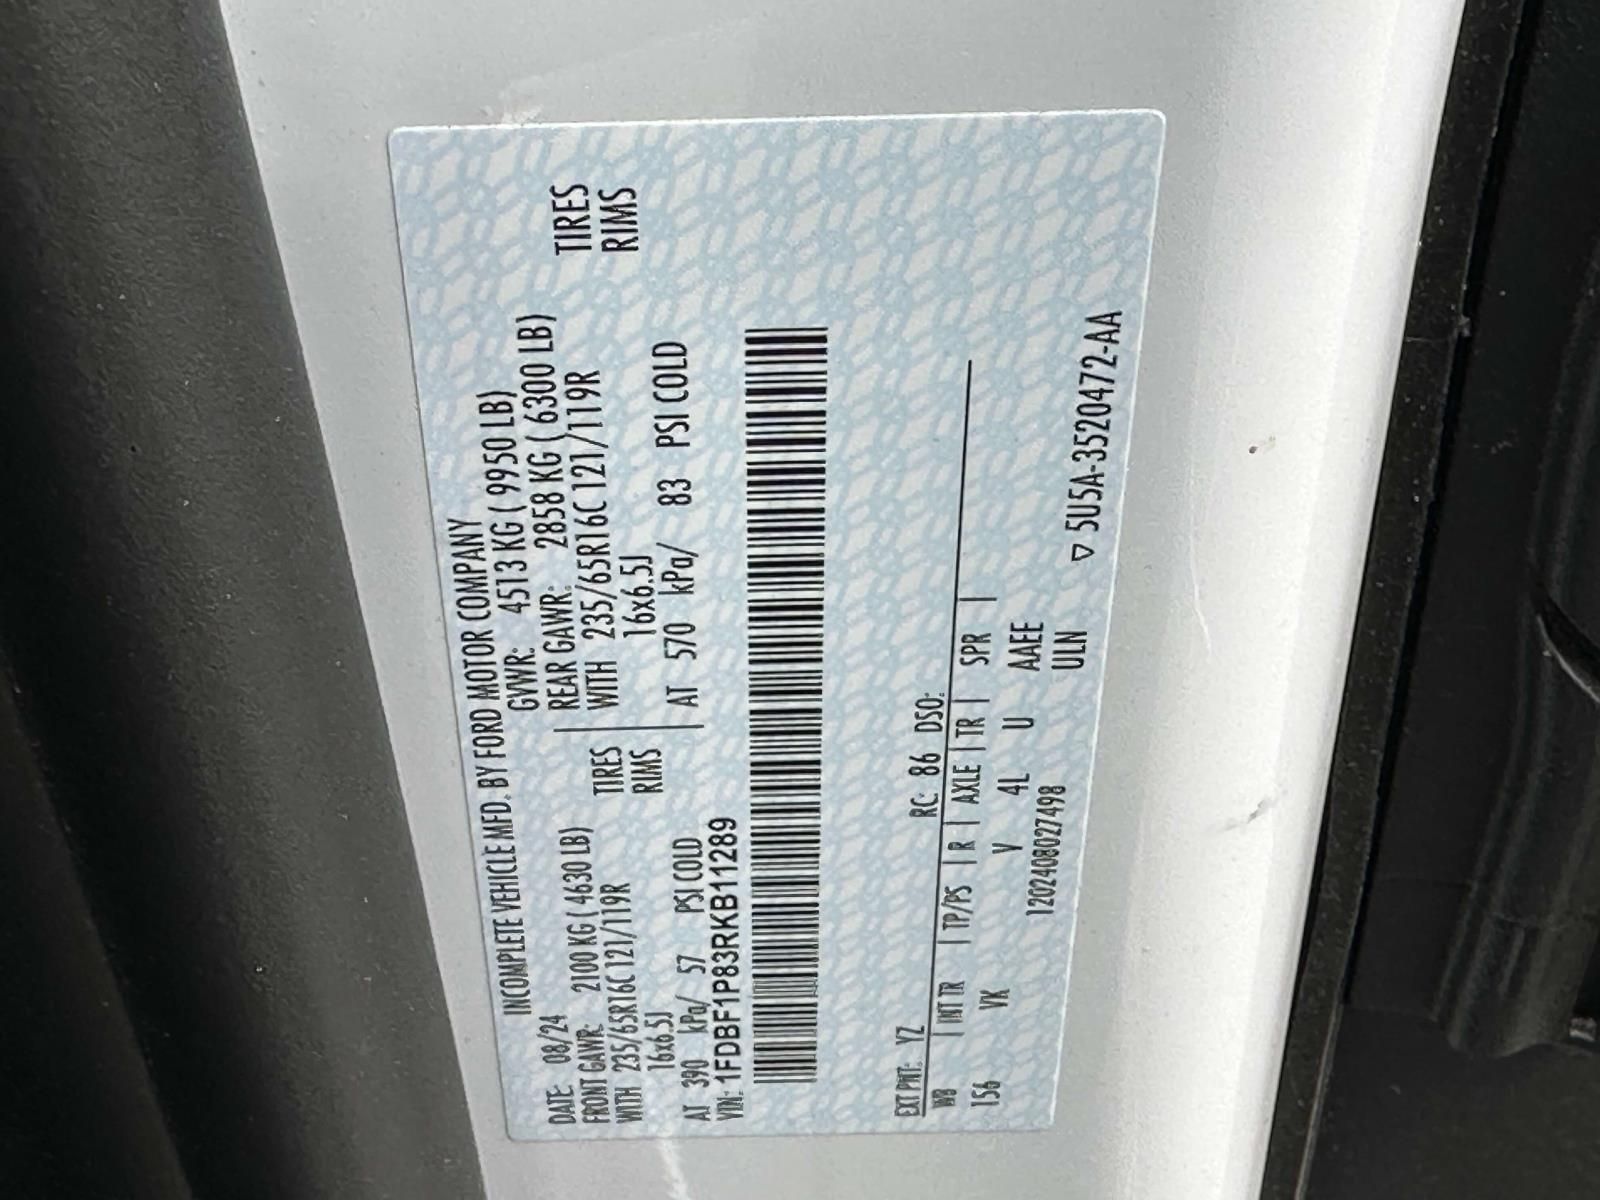 INCOMPLETE VEHICLE MFD. BY FORD MOTOR COMPANY
DATE: 08/24 GVWR: 4513 KG ( 9950 LB)
FRONT GAWR: 2100 KG ( 4630 LB) REAR GAWR: 2858 KG ( 6300 LB)
WITH 235/65R16C 121/119R TIRES WITH 235/65R16C 121/119R TIRES
16x6.5J RIMS 16x6.5J RIMS
AT 390 kPa/ 57 PSI COLD AT 570 kPa/ 83 PSI COLD
VIN: 1FDBF1P83RKB11289
EXT PNT: YZ RC: 86 DSO:
WB | INT TR | TP/PS | R | AXLE | TR | SPR |
156 VK V 4L U AAEE
1202408027498 ULN
▽ 5U5A-3520472-AA